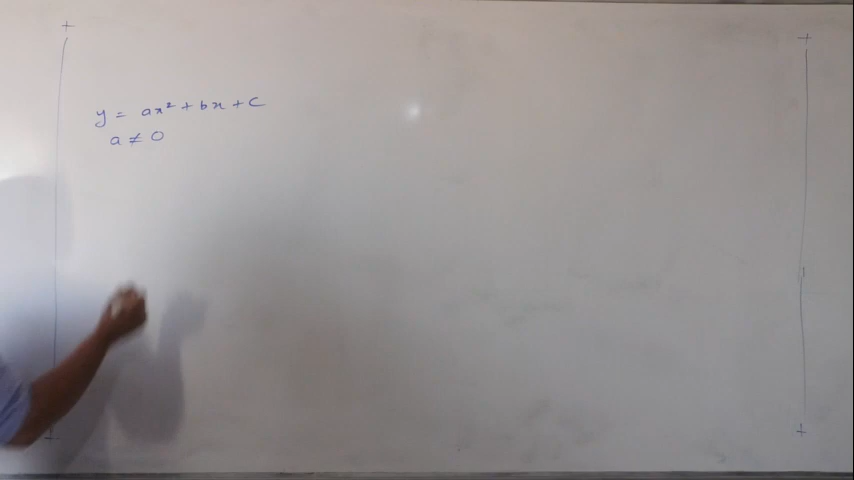 y = ax² + bx + c
a ≠ 0